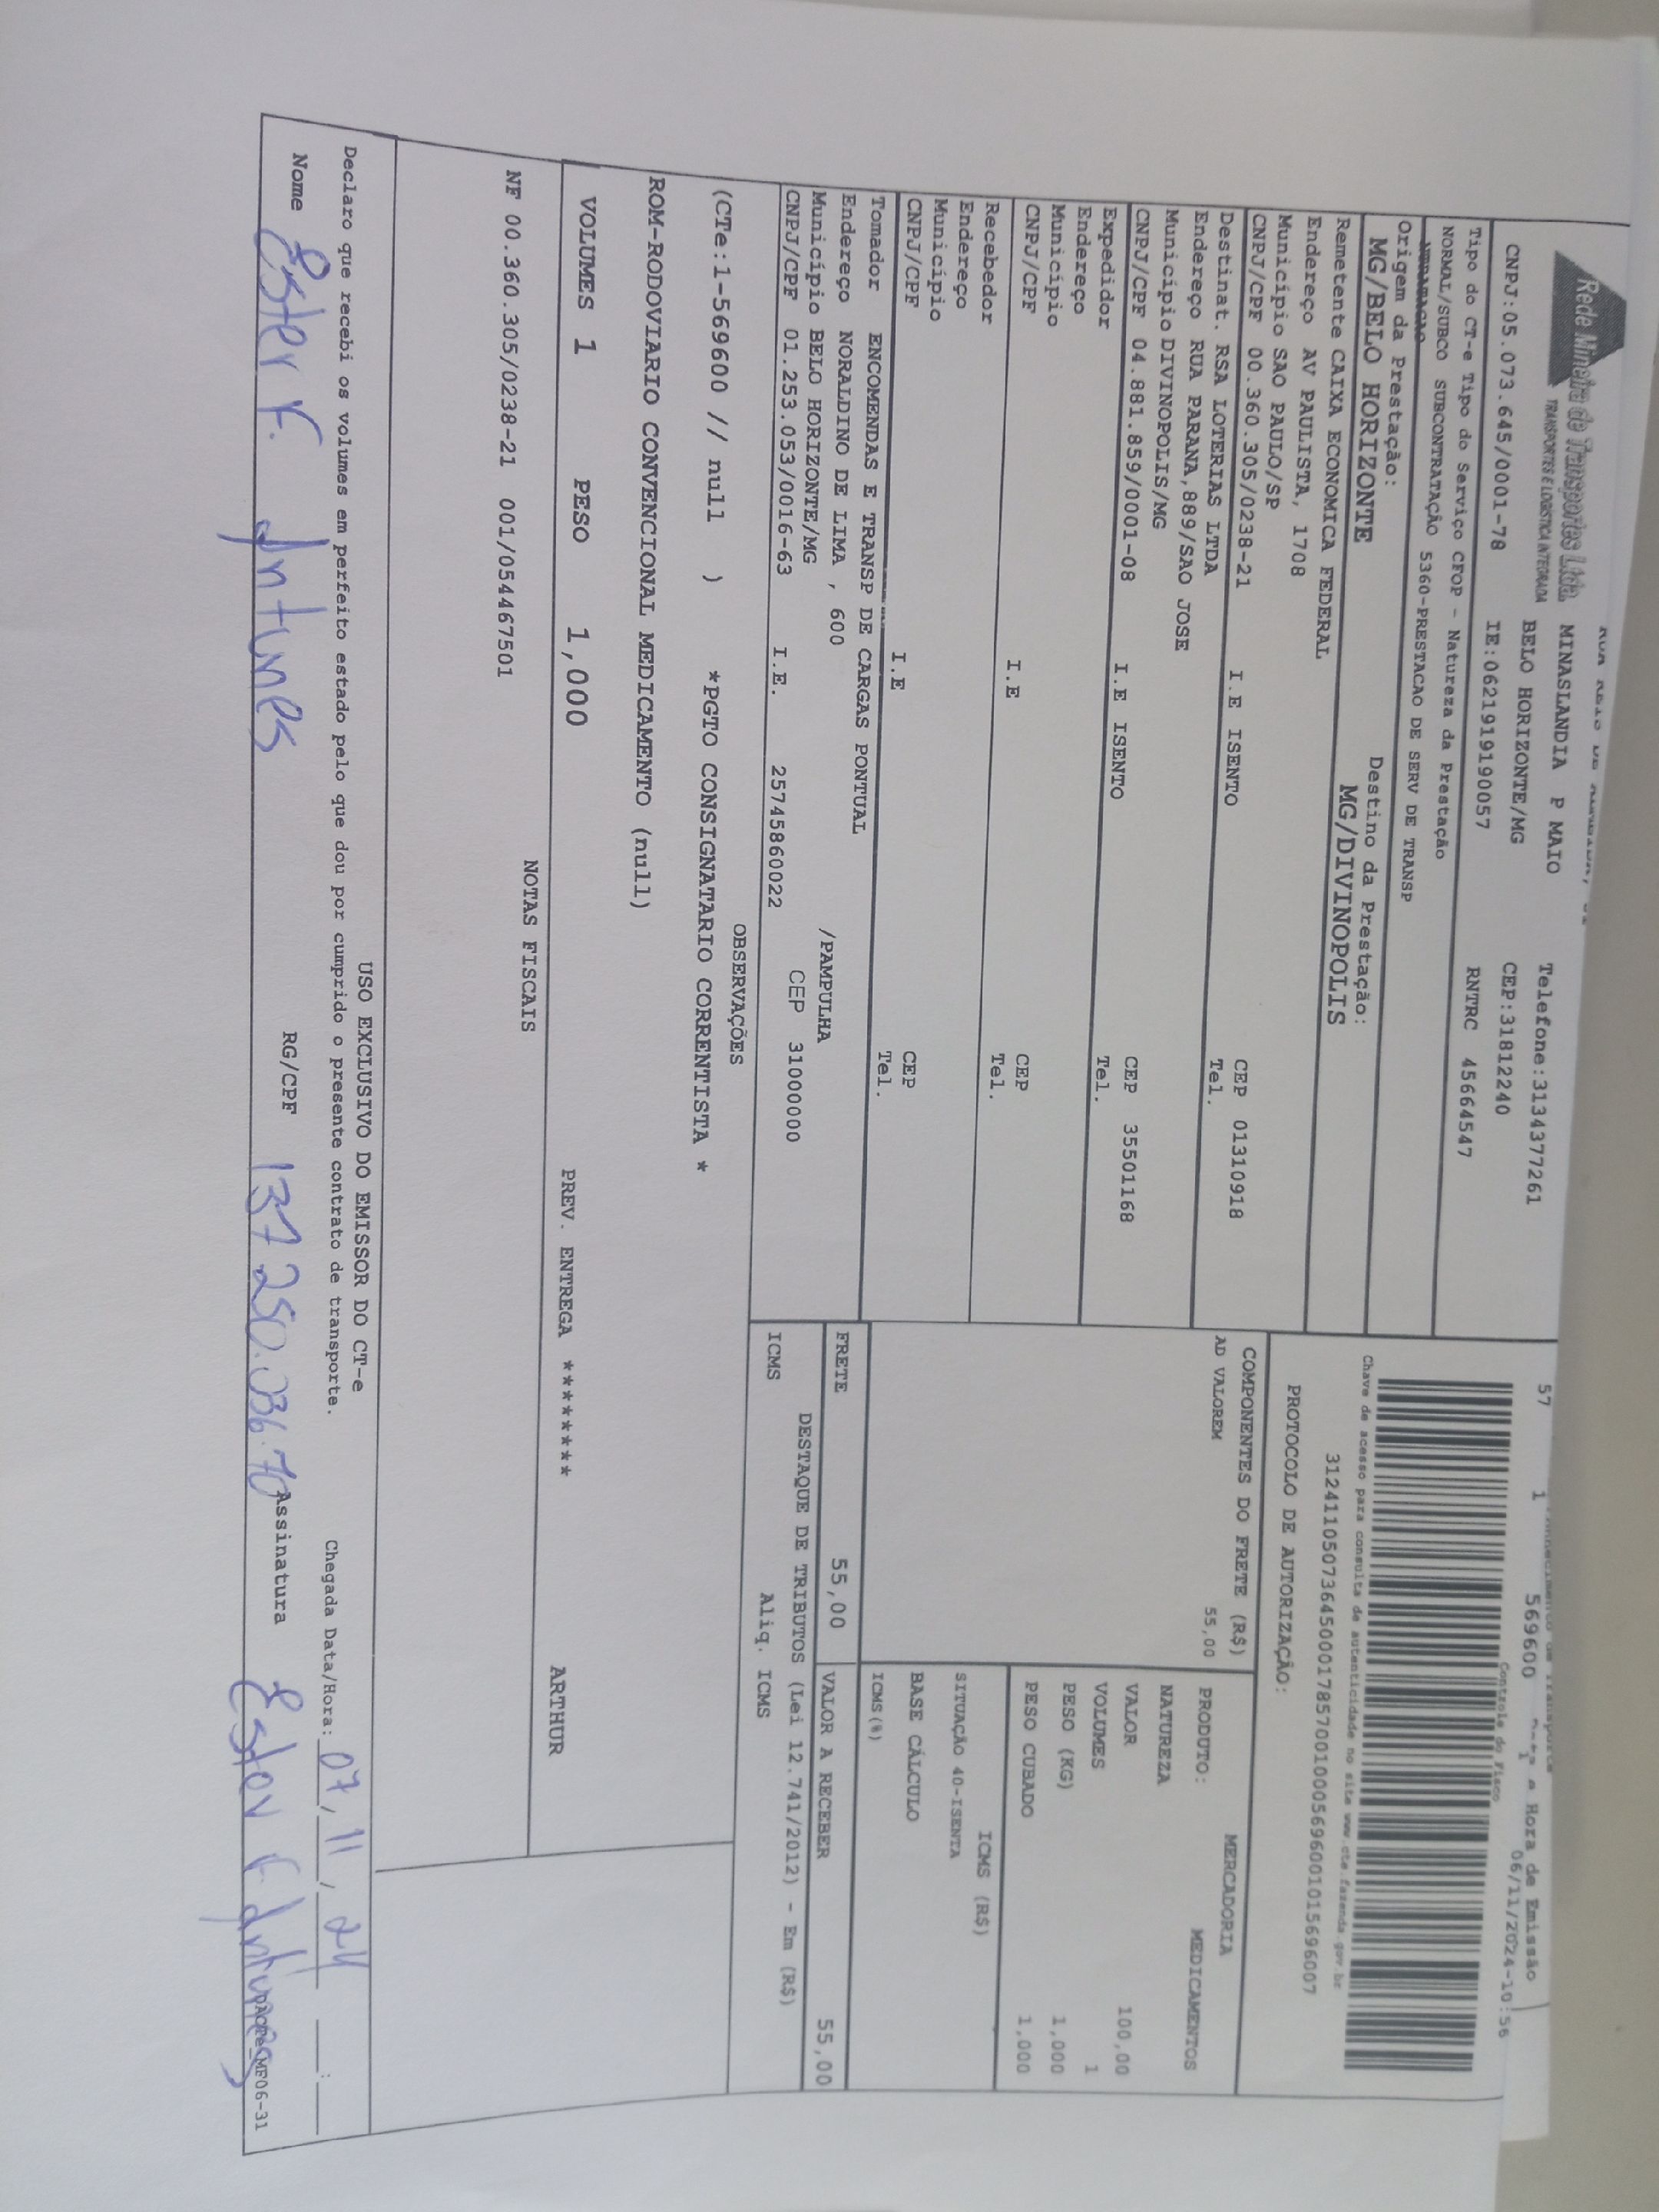 Rede Mineira de Transportes Ltda.
TRANSPORTES E LOGISTICA INTEGRADA
MINASLANDIA P MAIO
Telefone:3134377261
BELO HORIZONTE/MG
CEP:31812240
CNPJ:05.073.645/0001-78 IE:0621919190057 RNTRC 45664547
57 1 569600 Hora de Emissão
06/11/2024-10:56
Controle do Fisco
Tipo do CT-e Tipo do Serviço CFOP - Natureza da Prestação
NORMAL/SUBCO SUBCONTRATAÇÃO 5360-PRESTACAO DE SERV DE TRANSP
Chave de acesso para consulta de autenticidade no site www.cte.fazenda.gov.br
31241105073645000178570010005696001015696007
PROTOCOLO DE AUTORIZAÇÃO:
Origem da Prestação: Destino da Prestação:
MG/BELO HORIZONTE MG/DIVINOPOLIS
Remetente CAIXA ECONOMICA FEDERAL
Endereço AV PAULISTA, 1708
Município SAO PAULO/SP CEP 01310918
CNPJ/CPF 00.360.305/0238-21 I.E ISENTO Tel.
Destinat. RSA LOTERIAS LTDA
Endereço RUA PARANA,889/SAO JOSE
Município DIVINOPOLIS/MG CEP 35501168
CNPJ/CPF 04.881.859/0001-08 I.E ISENTO Tel.
Expedidor
Endereço
Município CEP
CNPJ/CPF I.E Tel.
Recebedor
Endereço
Município CEP
CNPJ/CPF I.E Tel.
Tomador ENCOMENDAS E TRANSP DE CARGAS PONTUAL
Endereço NORALDINO DE LIMA , 600 /PAMPULHA
Município BELO HORIZONTE/MG CEP 31000000
CNPJ/CPF 01.253.053/0016-63 I.E. 25745860022
COMPONENTES DO FRETE (R$)
AD VALOREM 55,00
MERCADORIA
PRODUTO: MEDICAMENTOS
NATUREZA
VALOR 100,00
VOLUMES 1
PESO (KG) 1,000
PESO CUBADO 1,000
ICMS (R$)
SITUAÇÃO 40-ISENTA
BASE CÁLCULO
ICMS(%)
FRETE 55,00 VALOR A RECEBER 55,00
DESTAQUE DE TRIBUTOS (Lei 12.741/2012) - Em (R$)
ICMS Aliq. ICMS
OBSERVAÇÕES
(CTe:1-569600 // null ) *PGTO CONSIGNATARIO CORRENTISTA *
ROM-RODOVIARIO CONVENCIONAL MEDICAMENTO (null)
VOLUMES 1 PESO 1,000 PREV. ENTREGA ******** ARTHUR
NOTAS FISCAIS
NF 00.360.305/0238-21 001/054467501
USO EXCLUSIVO DO EMISSOR DO CT-e
Declaro que recebi os volumes em perfeito estado pelo que dou por cumprido o presente contrato de transporte. Chegada Data/Hora: 07/11/24 __:__
Nome Ester F. Antunes RG/CPF 137250.036.70 Assinatura Ester F Antunes
DACTe_MF06-31